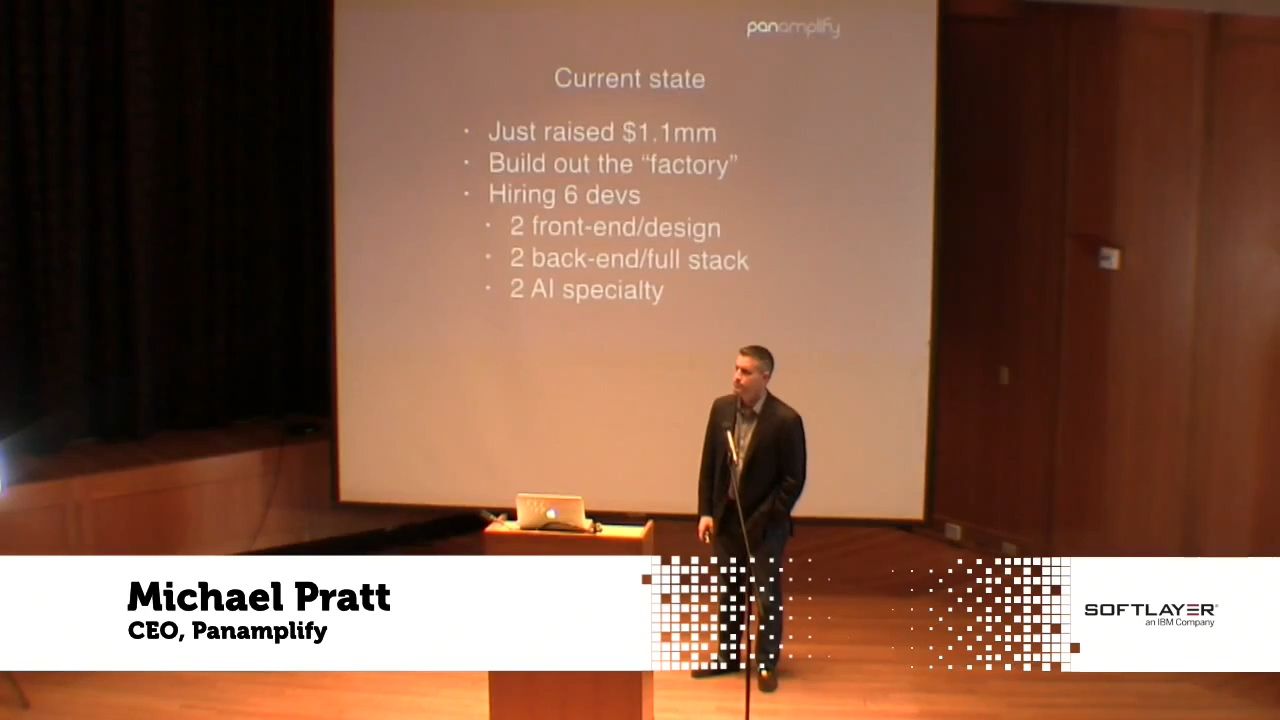 panamplify
Current state
· Just raised $1.1mm
· Build out the “factory”
· Hiring 6 devs
· 2 front-end/design
· 2 back-end/full stack
· 2 AI specialty
Michael Pratt
CEO, Panamplify
SOFTLAYER
an IBM Company